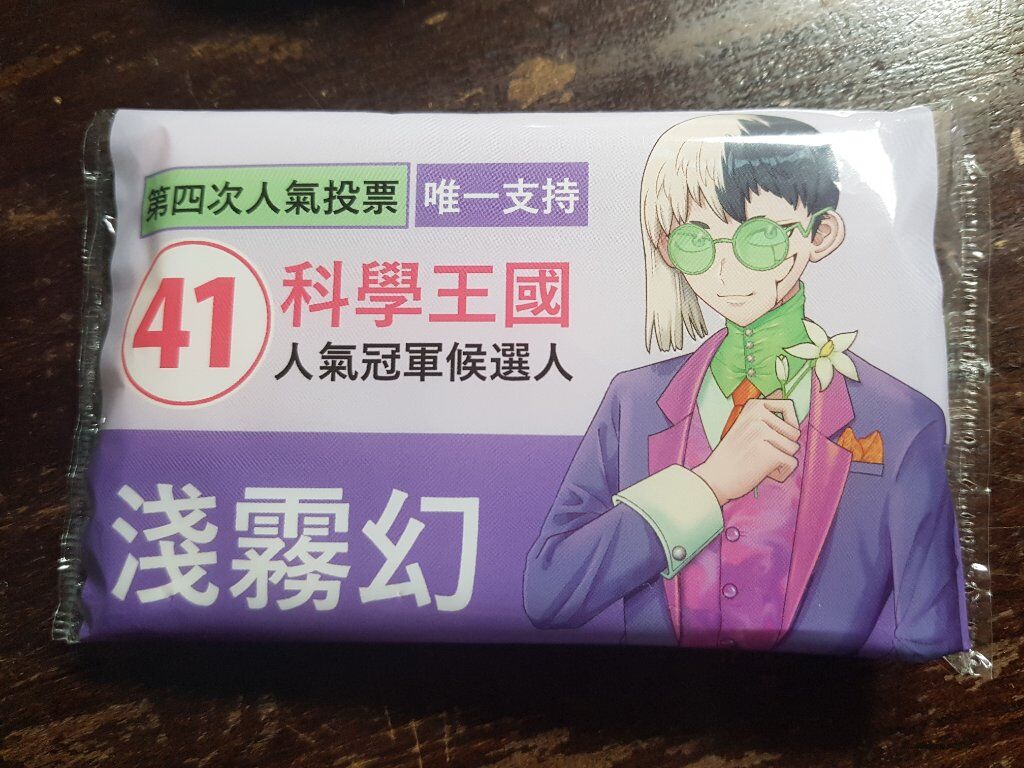 第四次人氣投票 唯一支持
41 科學王國
人氣冠軍候選人
淺霧幻